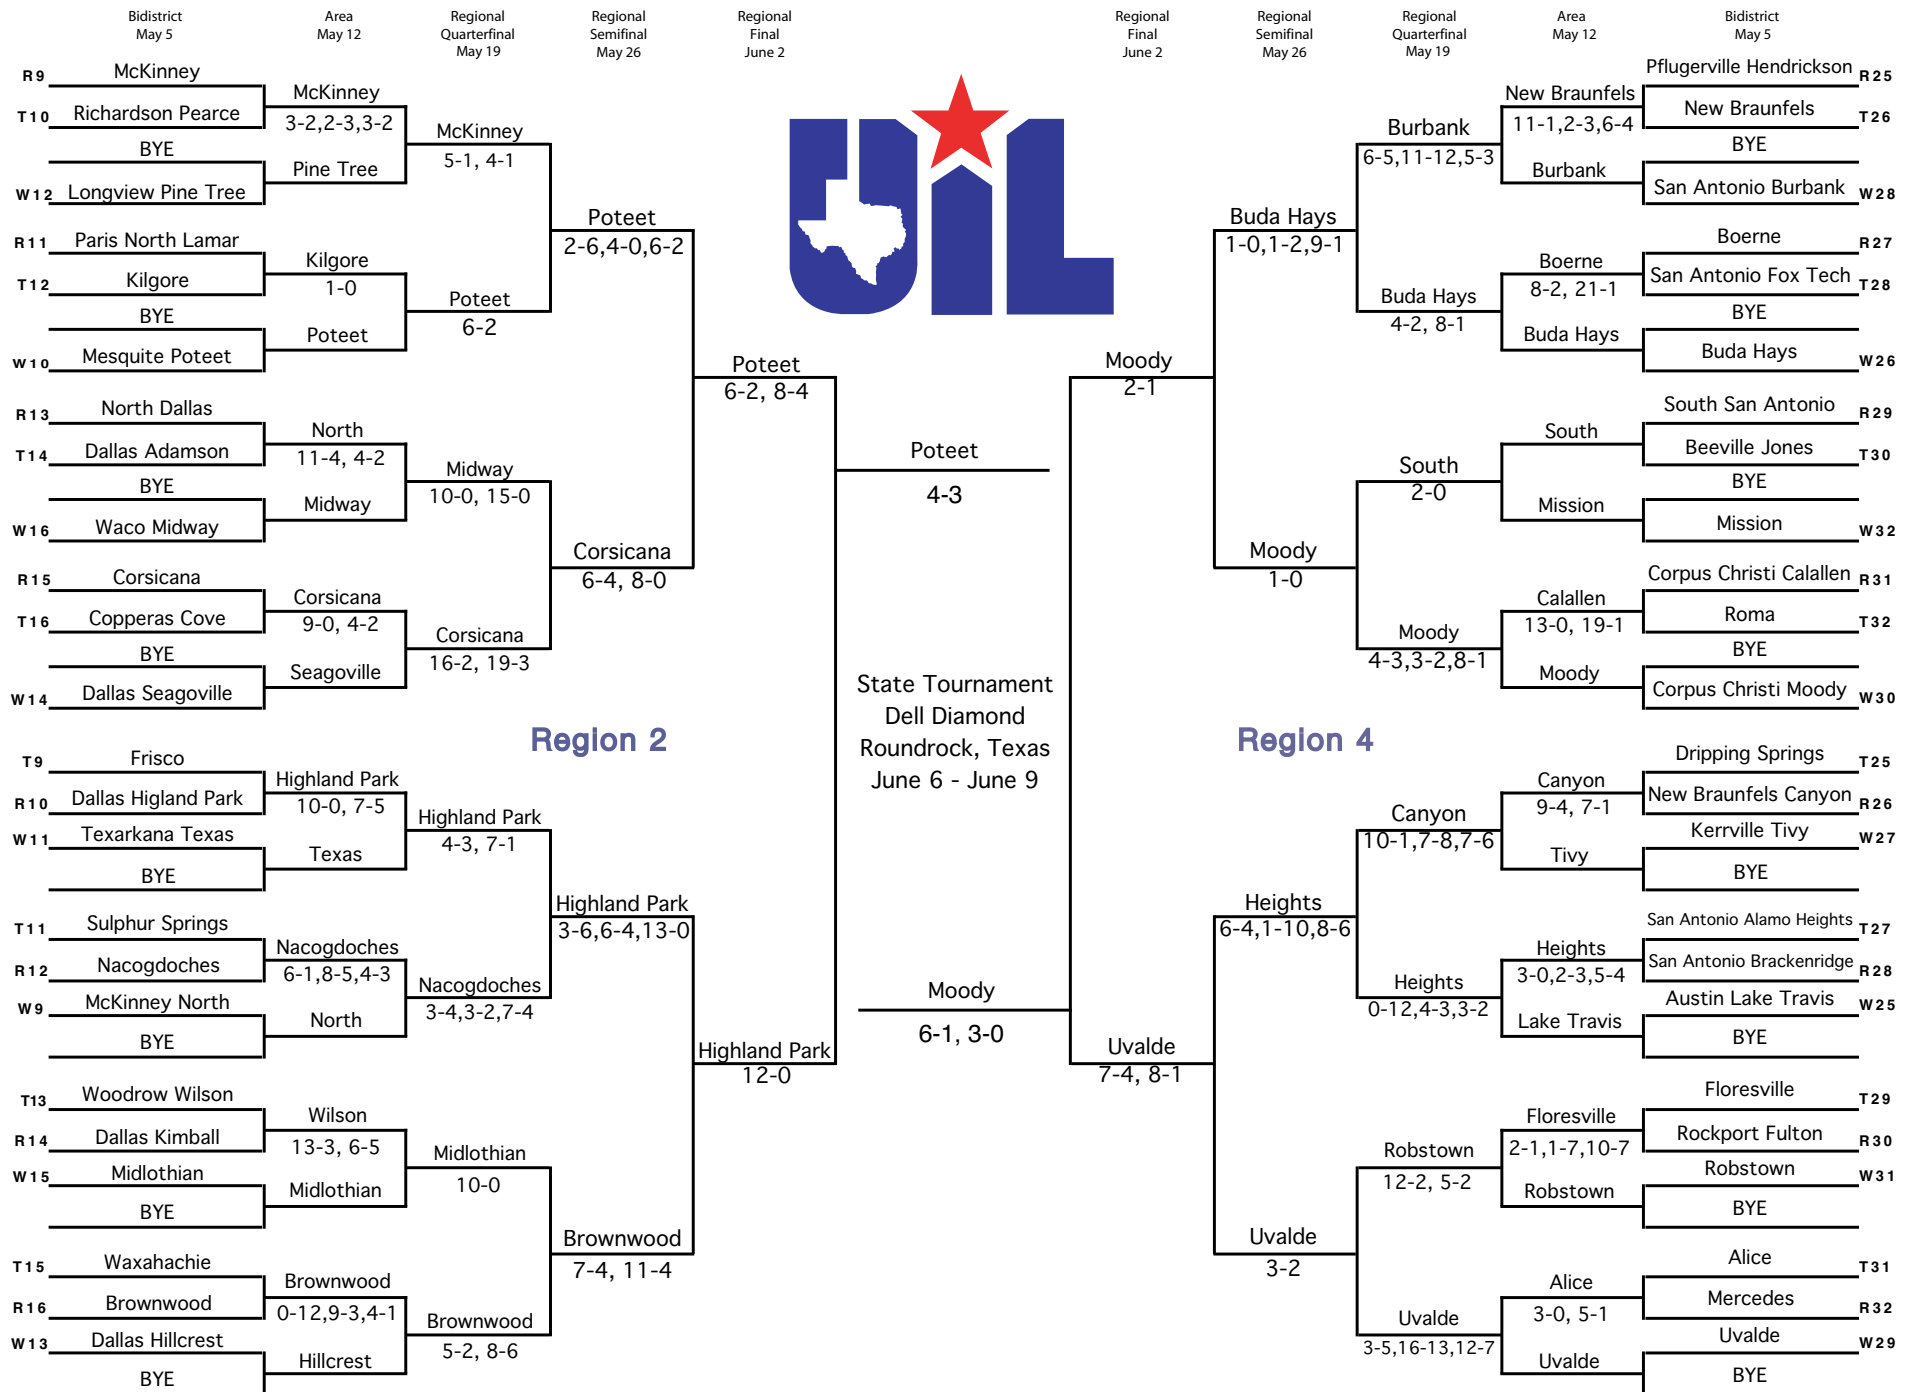 Bidistrict
May 5
Area
May 12
Regional
Quarterfinal
May 19
Regional
Semifinal
May 26
Regional
Final
June 2
Regional
Final
June 2
Regional
Semifinal
May 26
Regional
Quarterfinal
May 19
Area
May 12
Bidistrict
May 5
R9 McKinney
T10 Richardson Pearce
BYE
W12 Longview Pine Tree
R11 Paris North Lamar
T12 Kilgore
BYE
W10 Mesquite Poteet
R13 North Dallas
T14 Dallas Adamson
BYE
W16 Waco Midway
R15 Corsicana
T16 Copperas Cove
BYE
W14 Dallas Seagoville
T9 Frisco
R10 Dallas Higland Park
W11 Texarkana Texas
BYE
T11 Sulphur Springs
R12 Nacogdoches
W9 McKinney North
BYE
T13 Woodrow Wilson
R14 Dallas Kimball
W15 Midlothian
BYE
T15 Waxahachie
R16 Brownwood
W13 Dallas Hillcrest
BYE
McKinney
3-2,2-3,3-2
Pine Tree
Kilgore
1-0
Poteet
North
11-4, 4-2
Midway
Corsicana
9-0, 4-2
Seagoville
Highland Park
10-0, 7-5
Texas
Nacogdoches
6-1,8-5,4-3
North
Wilson
13-3, 6-5
Midlothian
Brownwood
0-12,9-3,4-1
Hillcrest
McKinney
5-1, 4-1
Poteet
6-2
Midway
10-0, 15-0
Corsicana
16-2, 19-3
Highland Park
4-3, 7-1
Nacogdoches
3-4,3-2,7-4
Midlothian
10-0
Brownwood
5-2, 8-6
Poteet
2-6,4-0,6-2
Corsicana
6-4, 8-0
Region 2
Highland Park
3-6,6-4,13-0
Brownwood
7-4, 11-4
Poteet
6-2, 8-4
Highland Park
12-0
UIL
Poteet
4-3
State Tournament
Dell Diamond
Roundrock, Texas
June 6 - June 9
Moody
6-1, 3-0
Moody
2-1
Uvalde
7-4, 8-1
Buda Hays
1-0,1-2,9-1
Moody
1-0
Region 4
Heights
6-4,1-10,8-6
Uvalde
3-2
Burbank
6-5,11-12,5-3
Buda Hays
4-2, 8-1
South
2-0
Moody
4-3,3-2,8-1
Canyon
10-1,7-8,7-6
Heights
0-12,4-3,3-2
Robstown
12-2, 5-2
Uvalde
3-5,16-13,12-7
New Braunfels
11-1,2-3,6-4
Burbank
Boerne
8-2, 21-1
Buda Hays
South
Mission
Calallen
13-0, 19-1
Moody
Canyon
9-4, 7-1
Tivy
Heights
3-0,2-3,5-4
Lake Travis
Floresville
2-1,1-7,10-7
Robstown
Alice
3-0, 5-1
Uvalde
Pflugerville Hendrickson R25
New Braunfels T26
BYE
San Antonio Burbank W28
Boerne R27
San Antonio Fox Tech T28
BYE
Buda Hays W26
South San Antonio R29
Beeville Jones T30
BYE
Mission W32
Corpus Christi Calallen R31
Roma T32
BYE
Corpus Christi Moody W30
Dripping Springs T25
New Braunfels Canyon R26
Kerrville Tivy W27
BYE
San Antonio Alamo Heights T27
San Antonio Brackenridge R28
Austin Lake Travis W25
BYE
Floresville T29
Rockport Fulton R30
Robstown W31
BYE
Alice T31
Mercedes R32
Uvalde W29
BYE